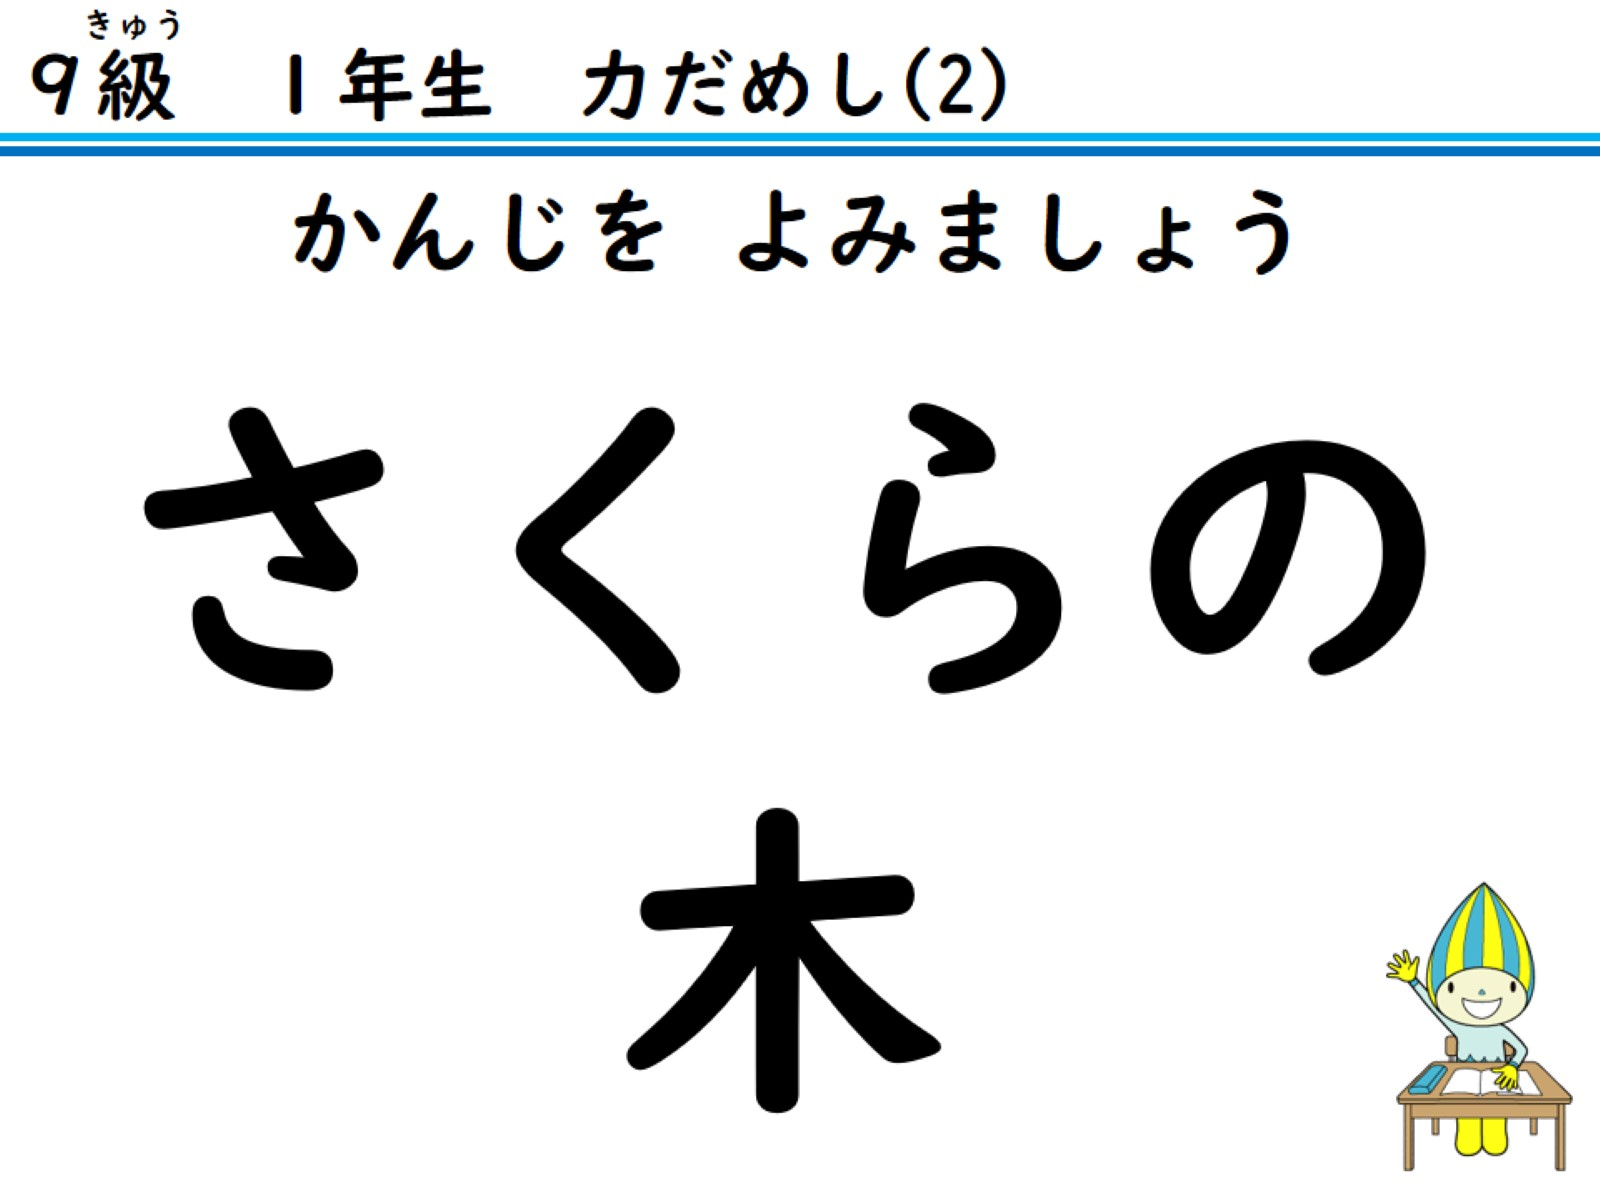 きゅう
9級　1年生　力だめし(2)
かんじを よみましょう
さくらの
木